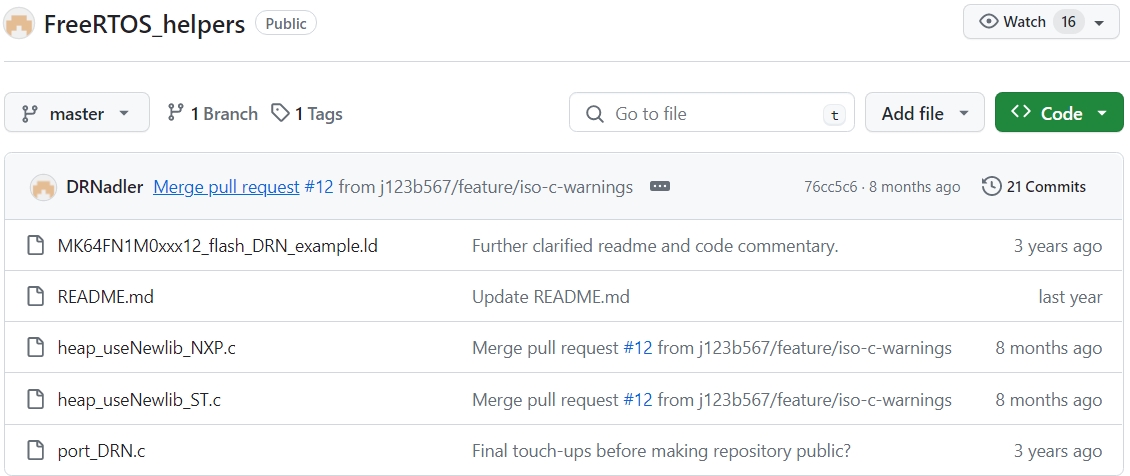 FreeRTOS_helpers Public Watch 16
master 1 Branch 1 Tags Go to file t Add file Code
DRNadler Merge pull request #12 from j123b567/feature/iso-c-warnings 76cc5c6 · 8 months ago 21 Commits
MK64FN1M0xxx12_flash_DRN_example.ld Further clarified readme and code commentary. 3 years ago
README.md Update README.md last year
heap_useNewlib_NXP.c Merge pull request #12 from j123b567/feature/iso-c-warnings 8 months ago
heap_useNewlib_ST.c Merge pull request #12 from j123b567/feature/iso-c-warnings 8 months ago
port_DRN.c Final touch-ups before making repository public? 3 years ago